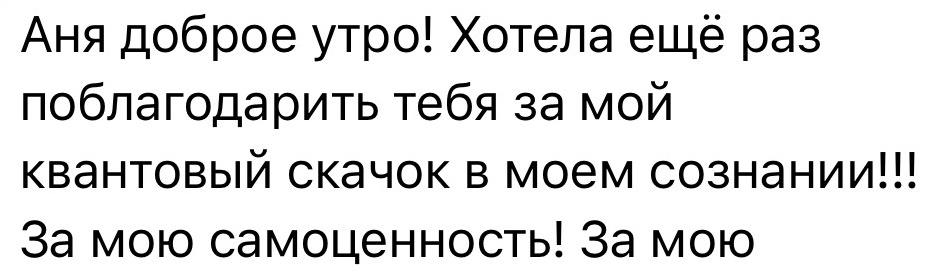 Аня доброе утро! Хотела ещё раз
поблагодарить тебя за мой
квантовый скачок в моем сознании!!!
За мою самоценность! За мою